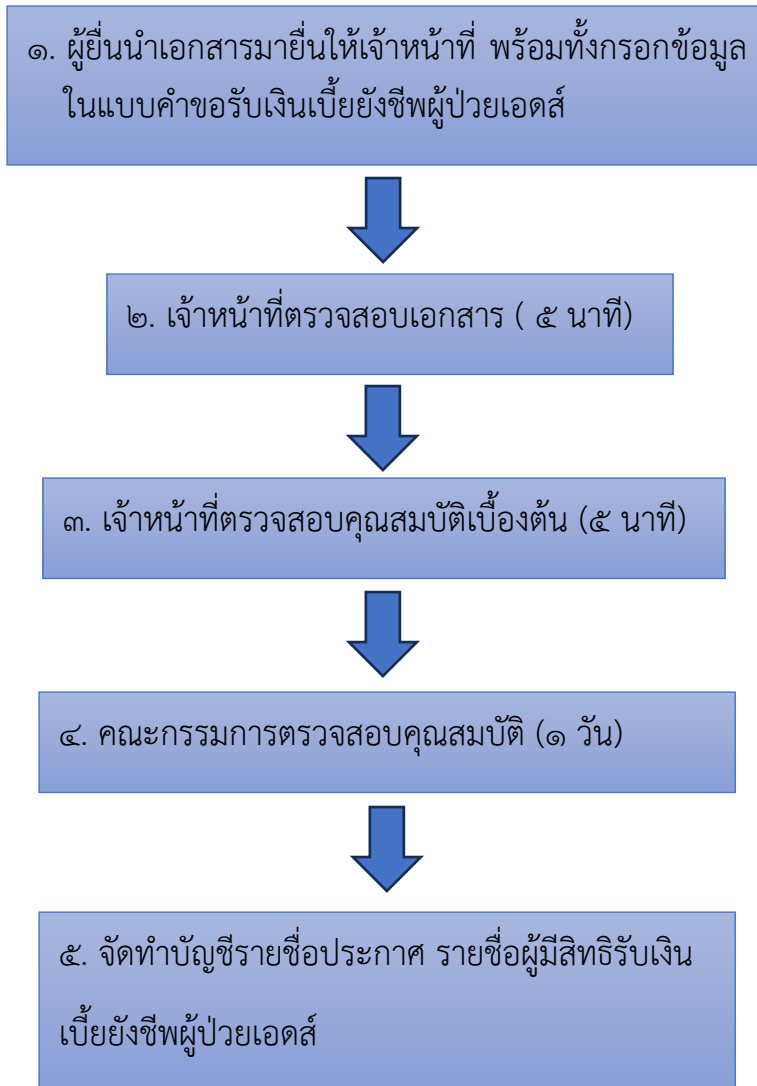 ๑. ผู้ยื่นนำเอกสารมายื่นให้เจ้าหน้าที่ พร้อมทั้งกรอกข้อมูล
ในแบบคำขอรับเงินเบี้ยยังชีพผู้ป่วยเอดส์
๒. เจ้าหน้าที่ตรวจสอบเอกสาร ( ๕ นาที)
๓. เจ้าหน้าที่ตรวจสอบคุณสมบัติเบื้องต้น (๕ นาที)
๔. คณะกรรมการตรวจสอบคุณสมบัติ (๑ วัน)
๕. จัดทำบัญชีรายชื่อประกาศ รายชื่อผู้มีสิทธิรับเงิน
เบี้ยยังชีพผู้ป่วยเอดส์